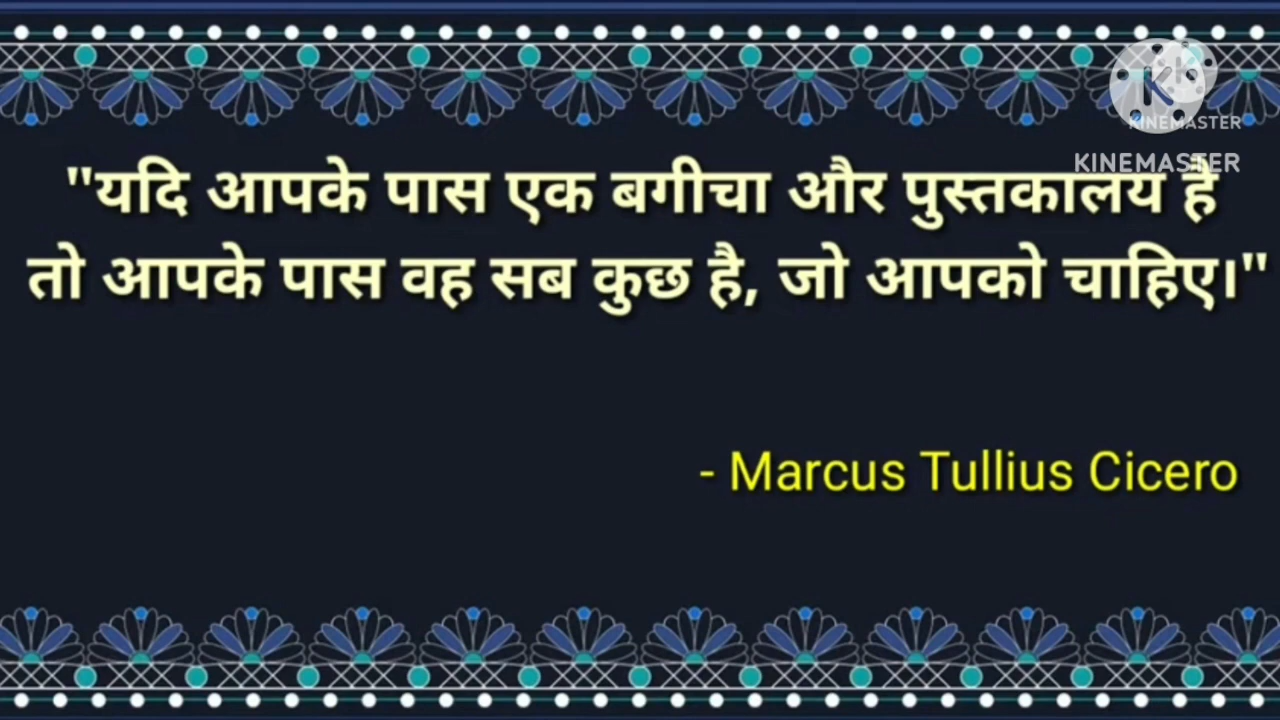 KINEMASTER
KINEMASTER
"यदि आपके पास एक बगीचा और पुस्तकालय है
तो आपके पास वह सब कुछ है, जो आपको चाहिए।"
- Marcus Tullius Cicero